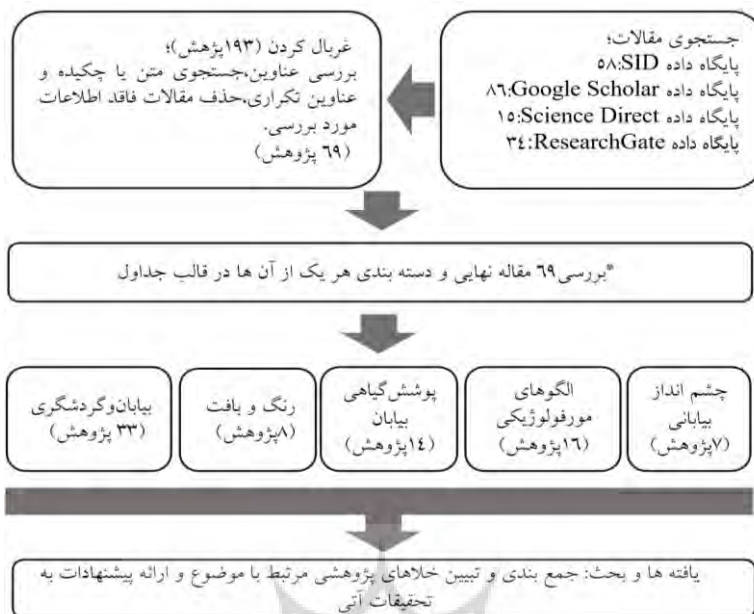 جستجوی مقالات؛
پایگاه داده SID:۵۸
پایگاه داده Google Scholar:۸۶
پایگاه داده Science Direct:۱۵
پایگاه داده ResearchGate:۳۴
غربال کردن (۱۹۳پژهش)؛
بررسی عناوین،جستجوی متن یا چکیده و
عناوین تکراری،حذف مقالات فاقد اطلاعات
مورد بررسی.
(۶۹ پژوهش)
*بررسی۶۹ مقاله نهایی و دسته بندی هر یک از آن ها در قالب جداول
چشم انداز
بیابانی
(۷پژوهش)
الگوهای
مورفولوژیکی
(۱۶پژوهش)
پوشش‌گیاهی
بیابان
(۱۴پژوهش)
رنگ و بافت
(۸پژوهش)
بیابان‌وگردشگری
(۳۳ پژوهش)
یافته ها و بحث: جمع بندی و تبیین خلاهای پژوهشی مرتبط با موضوع و ارائه پیشنهادات به
تحقیقات آتی